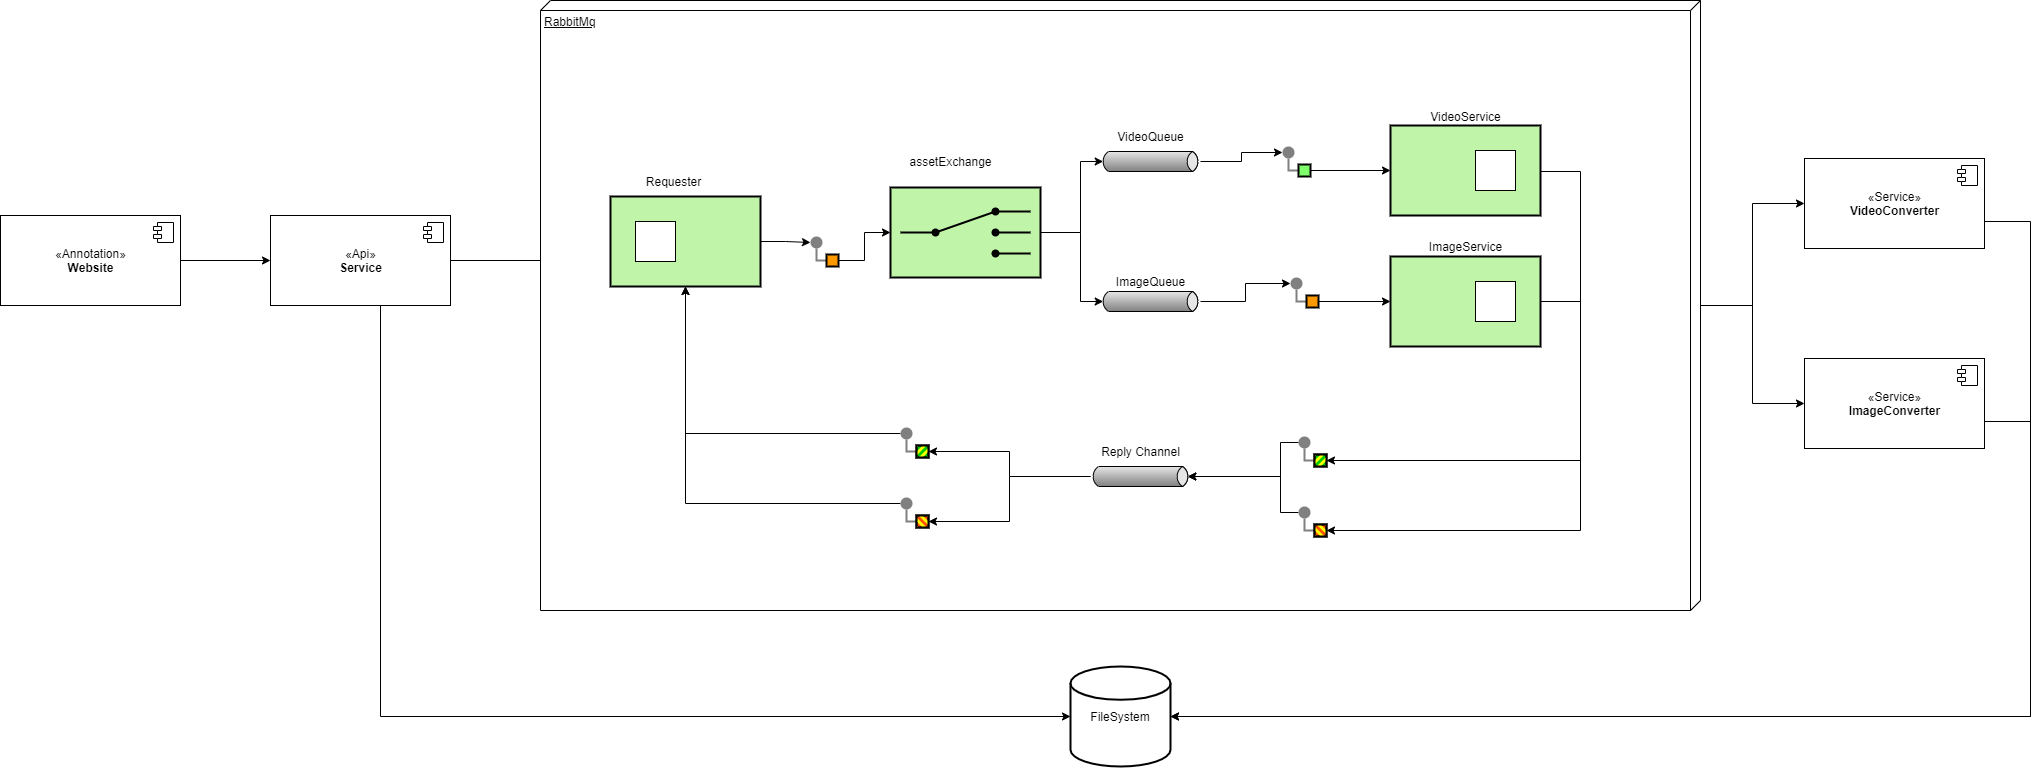 RabbitMq
«Annotation»
Website
«Api»
Service
Requester
assetExchange
VideoQueue
ImageQueue
VideoService
ImageService
Reply Channel
«Service»
VideoConverter
«Service»
ImageConverter
FileSystem